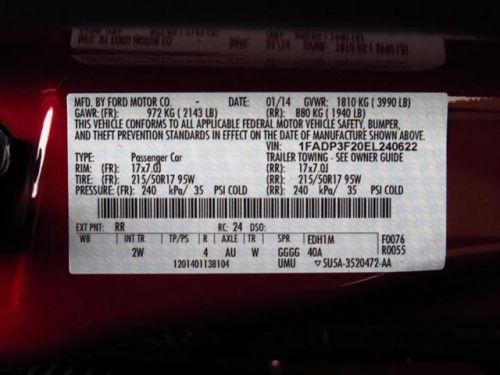 MFD. BY FORD MOTOR CO. - DATE: 01/14 GVWR: 1810 KG ( 3990 LB)
GAWR: (FR): 972 KG ( 2143 LB) (RR): 880 KG ( 1940 LB)
THIS VEHICLE CONFORMS TO ALL APPLICABLE FEDERAL MOTOR VEHICLE SAFETY, BUMPER,
AND THEFT PREVENTION STANDARDS IN EFFECT ON THE DATE OF MANUFACTURE SHOWN ABOVE.
VIN: 1FADP3F20EL240622
TYPE: Passenger Car TRAILER TOWING - SEE OWNER GUIDE
RIM: (FR) 17x7.0J (RR): 17x7.0J
TIRE: (FR): 215/50R17 95W (RR): 215/50R17 95W
PRESSURE: (FR) 240 kPa/ 35 PSI COLD (RR): 240 kPa/ 35 PSI COLD
EXT PNT: RR RC: 24 DSO:
WB INT TR TP/PS R AXLE TR SPR EDH1M F0076
2W 4 AU W GGGG 40A R0055
1201401138104 UMU 5U5A-3520472-AA